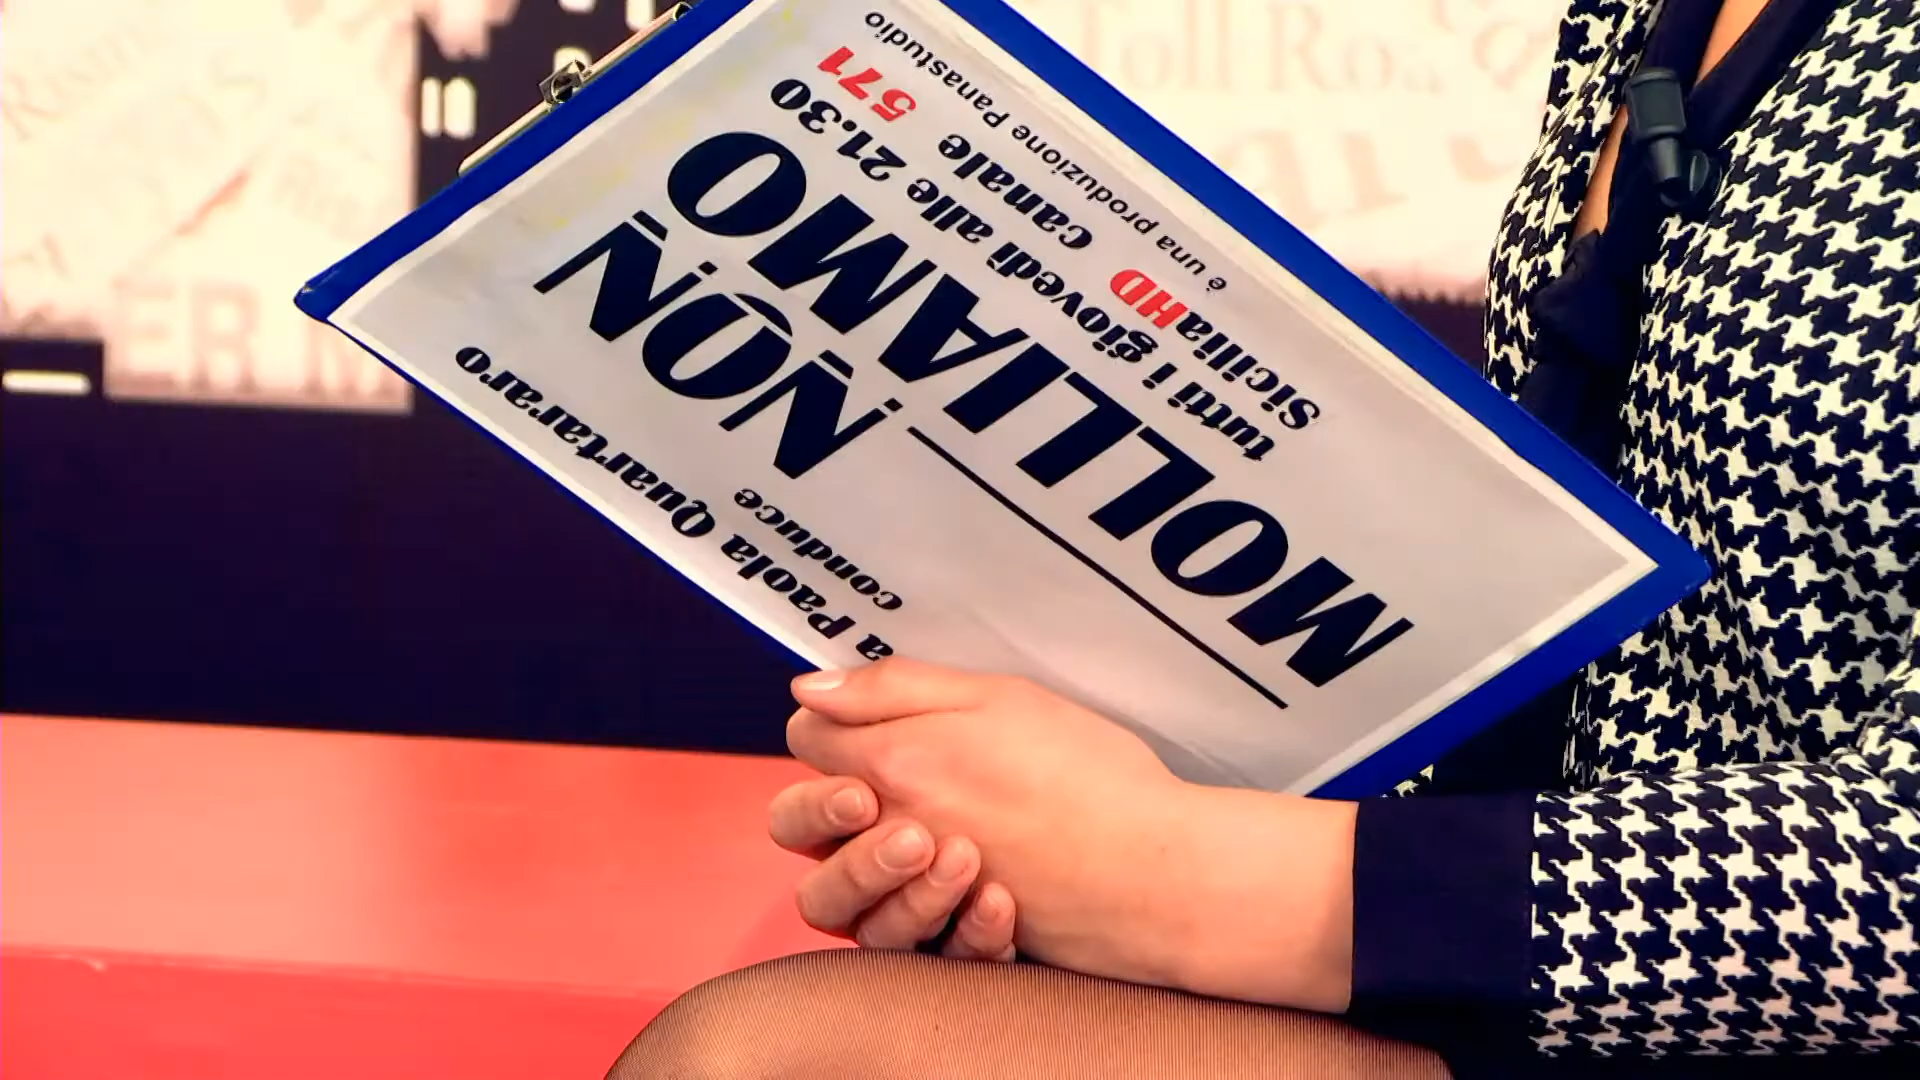 Paola Quartararo
conduce
NON
MOLLIAMO
tutti i giovedì alle 21.30
SiciliaHD Canale 571
è una produzione Panastudio